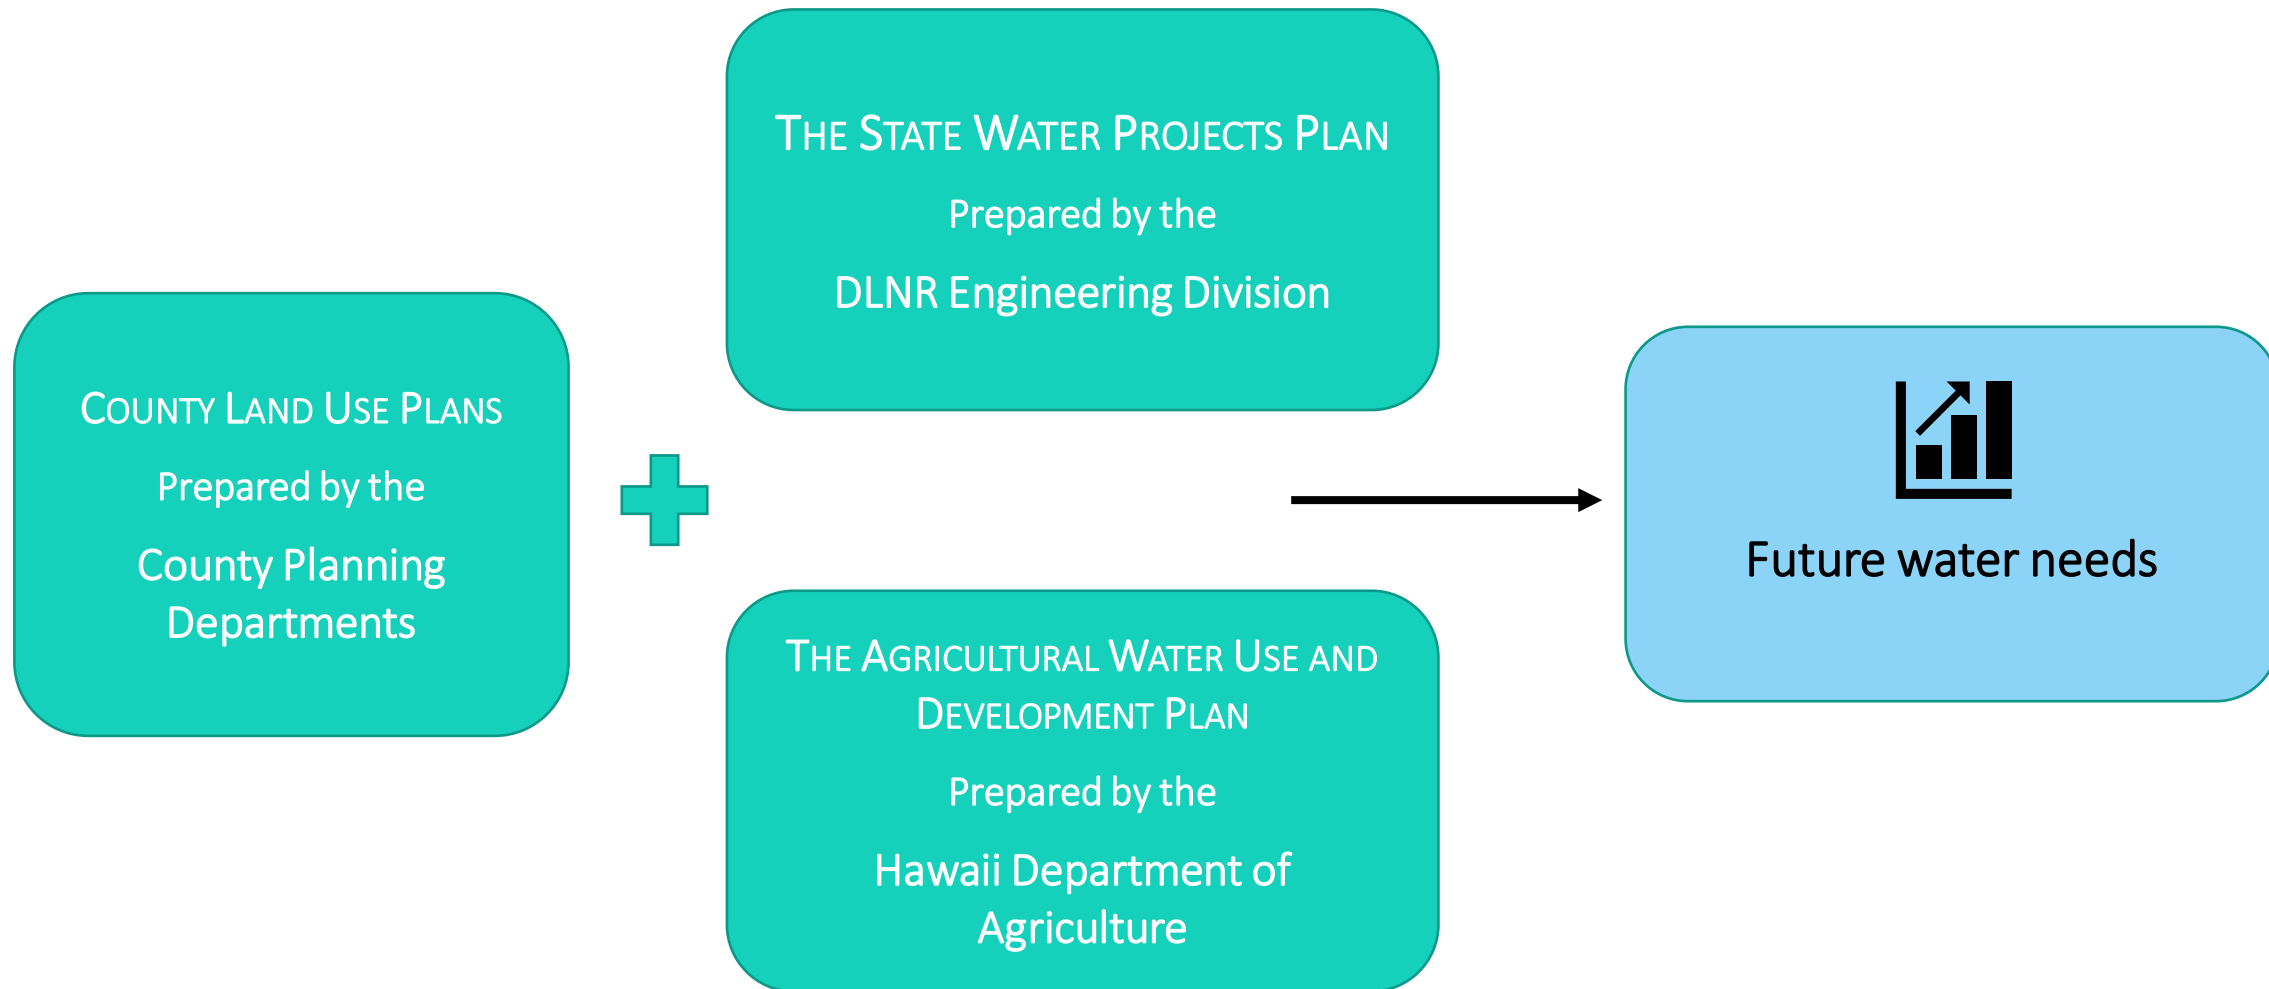 COUNTY LAND USE PLANS
Prepared by the
County Planning
Departments
THE STATE WATER PROJECTS PLAN
Prepared by the
DLNR Engineering Division
THE AGRICULTURAL WATER USE AND
DEVELOPMENT PLAN
Prepared by the
Hawaii Department of
Agriculture
Future water needs